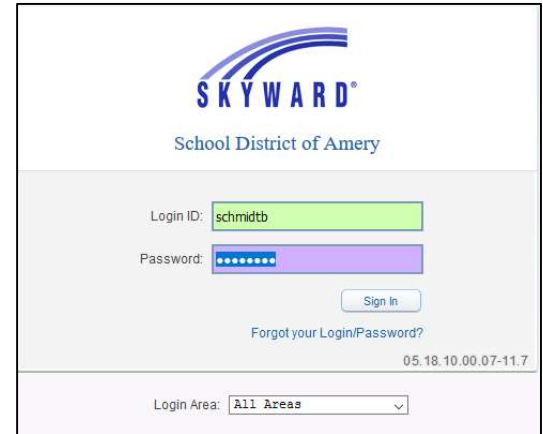 SKYWARD®
School District of Amery
Login ID: schmidtb
Password: ••••••••
Sign In
Forgot your Login/Password?
05.18.10.00.07-11.7
Login Area: All Areas